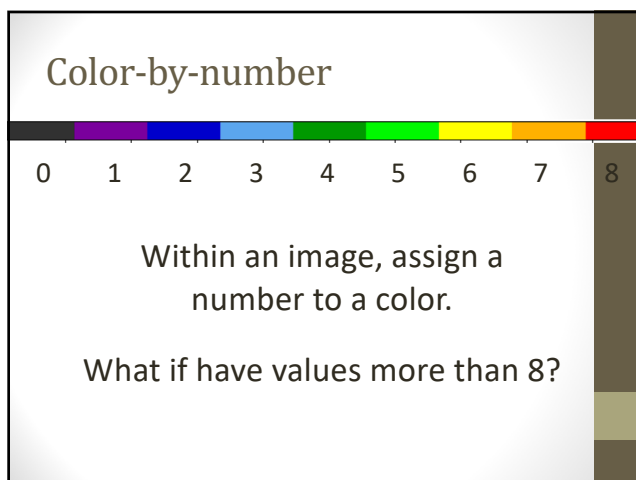 Color-by-number
0 1 2 3 4 5 6 7 8
Within an image, assign a
number to a color.
What if have values more than 8?